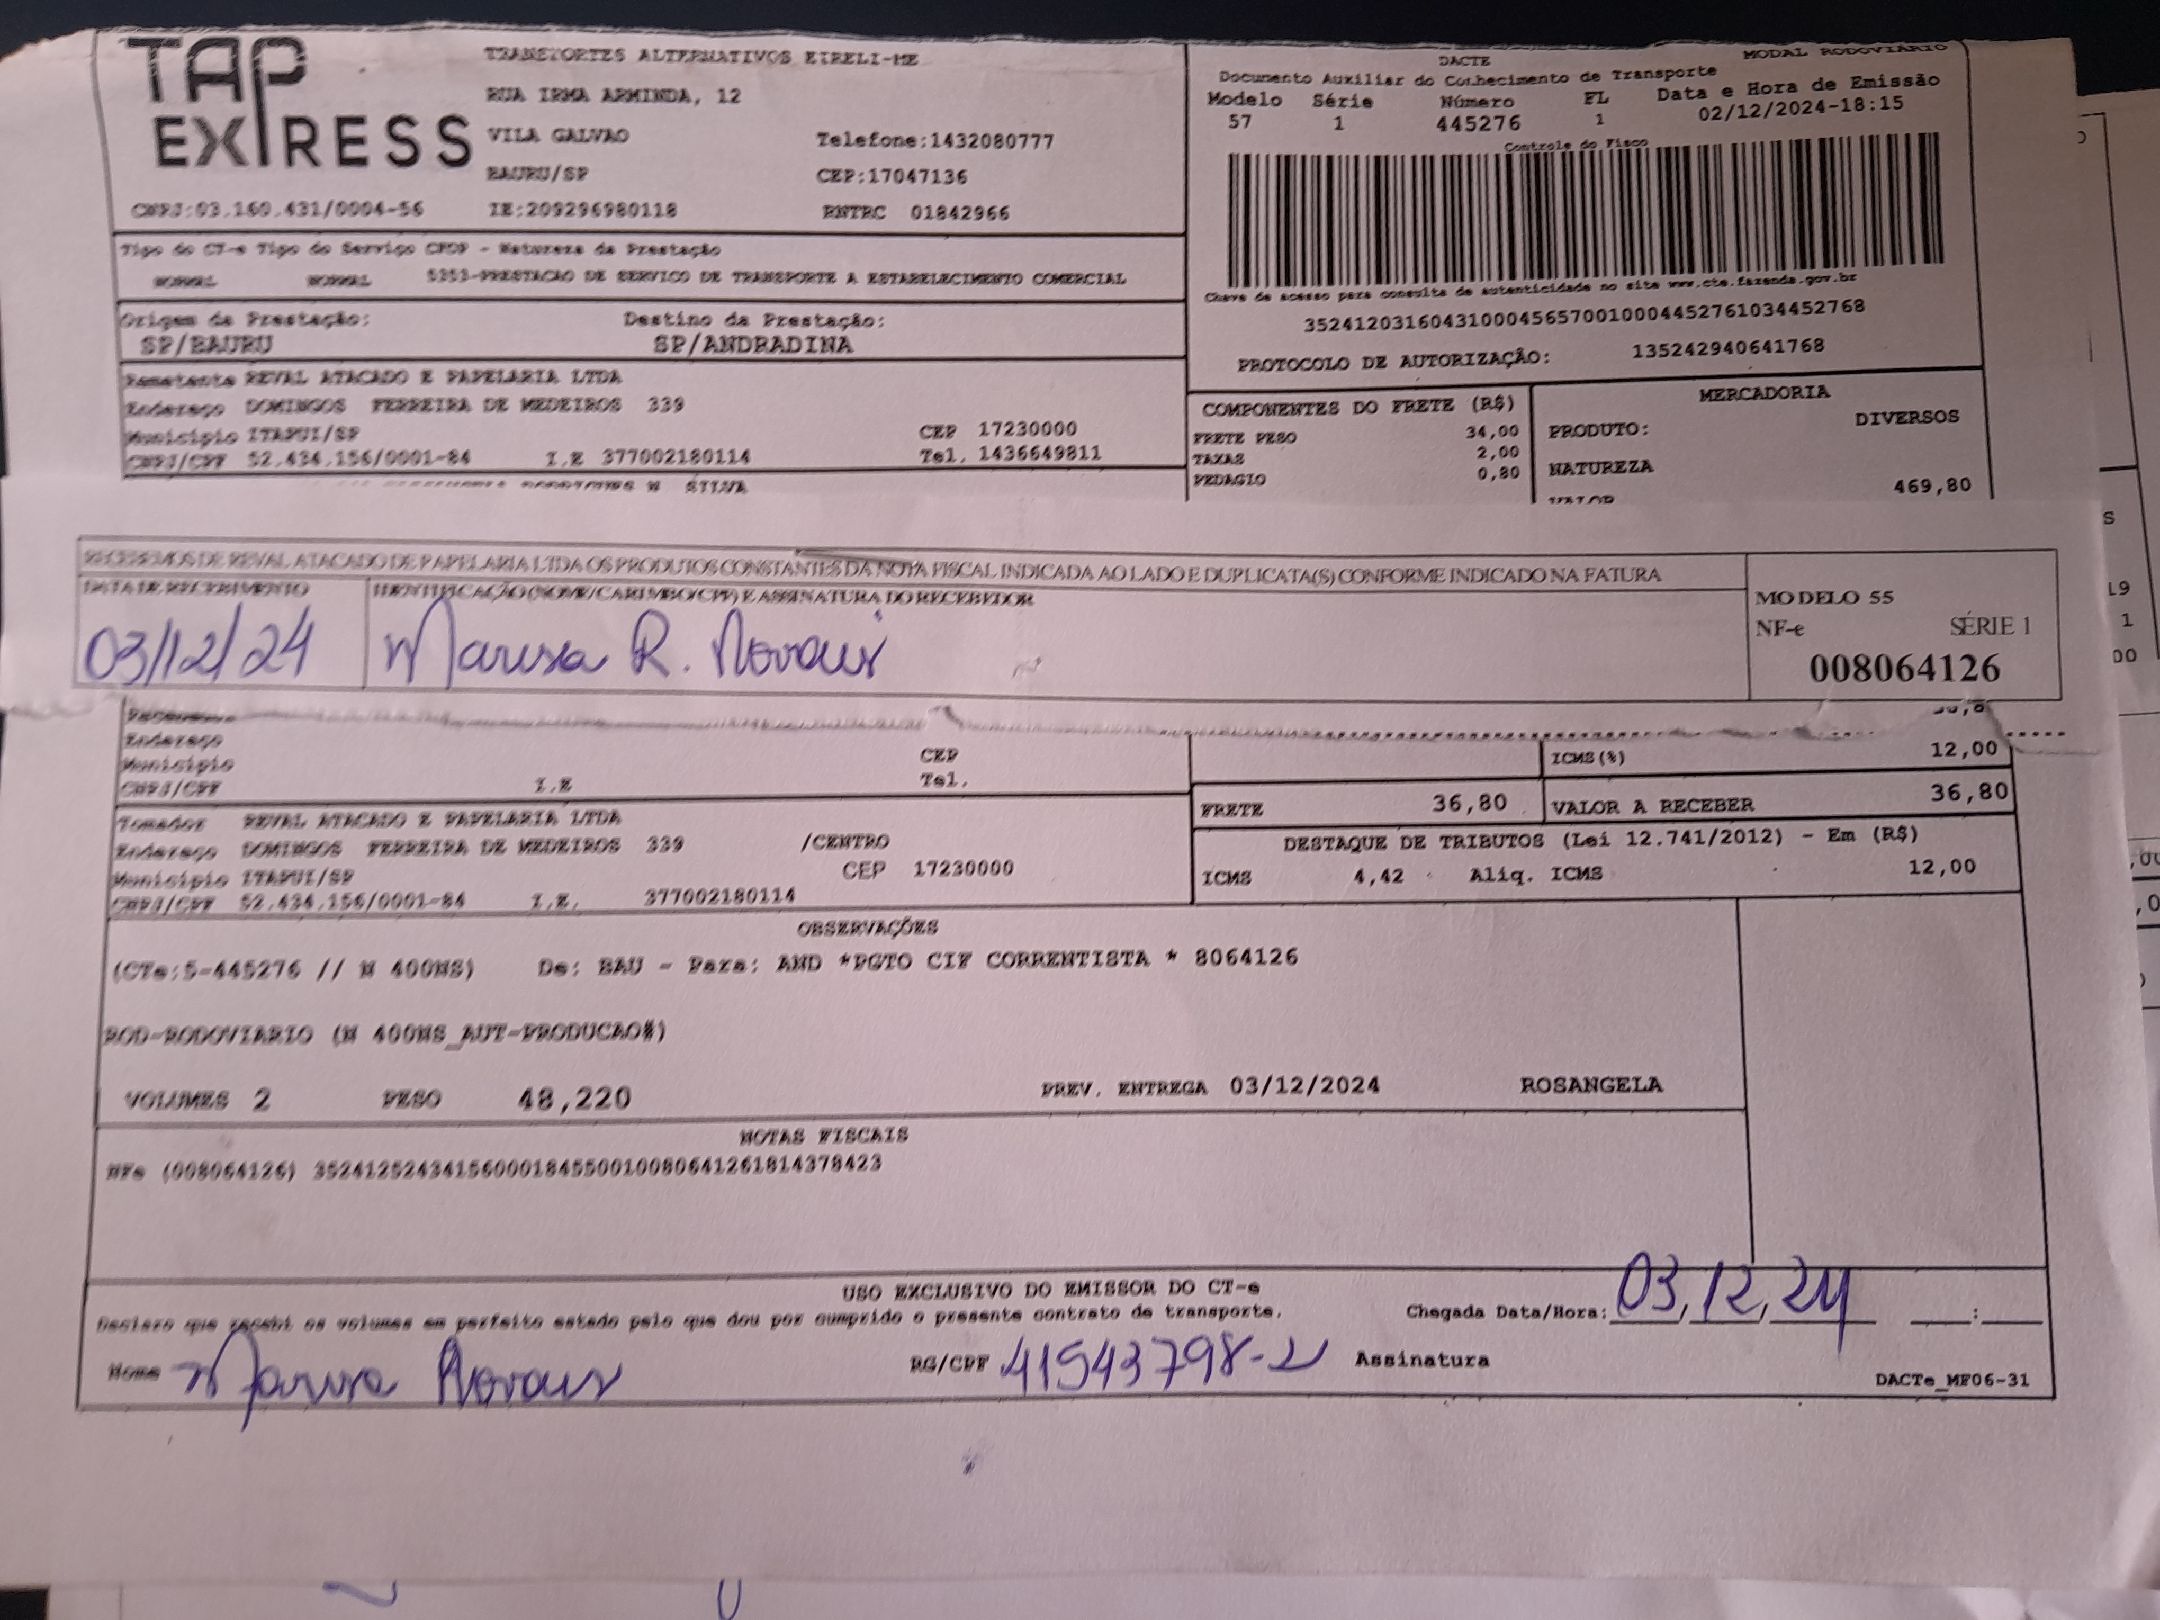 TAP EXPRESS
TRANSPORTES ALTERNATIVOS EIRELI-ME
RUA IRMA ARMINDA, 12
VILA GALVAO
Telefone:1432080777
BAURU/SP
CEP:17047136
CNPJ:03.160.431/0004-56
IE:209296980118
RNTRC 01842966
DACTE
MODAL RODOVIARIO
Documento Auxiliar do Conhecimento de Transporte
Modelo Série Número FL Data e Hora de Emissão
57 1 445276 1 02/12/2024-18:15
Controle do Fisco
Chave de acesso para consulta de autenticidade no site www.cte.fazenda.gov.br
35241203160431000456570010004452761034452768
PROTOCOLO DE AUTORIZAÇÃO: 135242940641768
Tipo do CT-e Tipo do Serviço CFOP - Natureza da Prestação
NORMAL NORMAL 5353-PRESTACAO DE SERVICO DE TRANSPORTE A ESTABELECIMENTO COMERCIAL
Origem da Prestação: Destino da Prestação:
SP/BAURU SP/ANDRADINA
Remetente REVAL ATACADO E PAPELARIA LTDA
Endereço DOMINGOS FERREIRA DE MEDEIROS 339
Município ITAPUI/SP CEP 17230000
CNPJ/CPF 52.434.156/0001-84 I.E 377002180114 Tel. 1436649811
COMPONENTES DO FRETE (R$)
FRETE PESO 34,00
TAXAS 2,00
PEDAGIO 0,80
MERCADORIA
PRODUTO: DIVERSOS
NATUREZA
VALOR 469,80
RODRIGUES M SILVA
RECEBEMOS DE REVAL ATACADO DE PAPELARIA LTDA OS PRODUTOS CONSTANTES DA NOTA FISCAL INDICADA AO LADO E DUPLICATA(S) CONFORME INDICADO NA FATURA
DATA DE RECEBIMENTO
IDENTIFICAÇÃO (NOME/CARIMBO/CPF) E ASSINATURA DO RECEBEDOR
03/12/24
Marisa R. Novais
MODELO 55
NF-e SÉRIE 1
008064126
Endereço
Município CEP
CNPJ/CPF I.E Tel.
ICMS(%) 12,00
FRETE 36,80 VALOR A RECEBER 36,80
Tomador REVAL ATACADO E PAPELARIA LTDA
Endereço DOMINGOS FERREIRA DE MEDEIROS 339 /CENTRO
Município ITAPUI/SP CEP 17230000
CNPJ/CPF 52.434.156/0001-84 I.E. 377002180114
DESTAQUE DE TRIBUTOS (Lei 12.741/2012) - Em (R$)
ICMS 4,42 Aliq. ICMS 12,00
OBSERVAÇÕES
(CTe:5-445276 // N 400MS) De: BAU - Para: AND *PGTO CIF CORRENTISTA * 8064126
ROD-RODOVIARIO (N 400MS_AUT-PRODUCAO%)
VOLUMES 2 PESO 48,220 PREV. ENTREGA 03/12/2024 ROSANGELA
NOTAS FISCAIS
NFe (008064126) 35241252434156000184550010080641261814378423
USO EXCLUSIVO DO EMISSOR DO CT-e
Declaro que recebi os volumes em perfeito estado pelo que dou por cumprido o presente contrato de transporte.
Chegada Data/Hora: 03,12,24 :
Nome Marisa Novais RG/CPF 41543798-2 Assinatura
DACTe_MF06-31